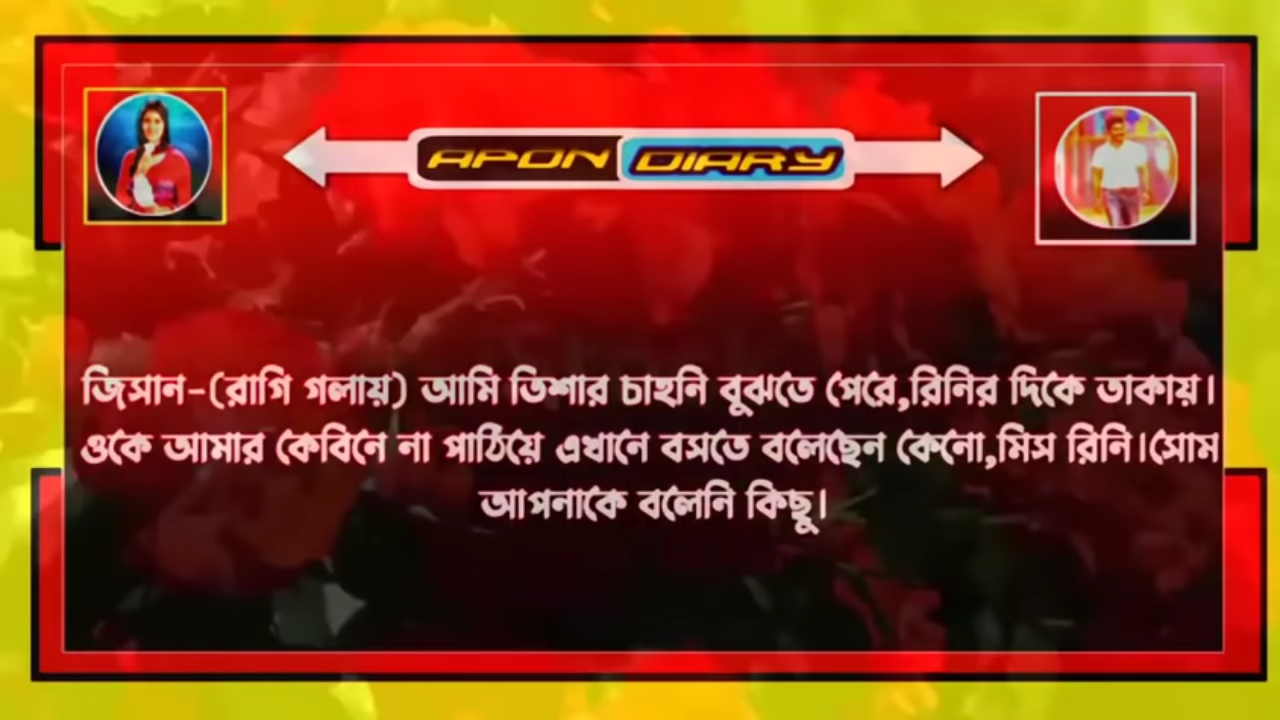 APON DIARY
জিসান-(রাগি গলায়) আমি তিশার চাহনি বুঝতে পেরে,রিনির দিকে তাকায়।
ওকে আমার কেবিনে না পাঠিয়ে এখানে বসতে বলেছেন কেনো,মিস রিনি।সোম
আপনাকে বলেনি কিছু।